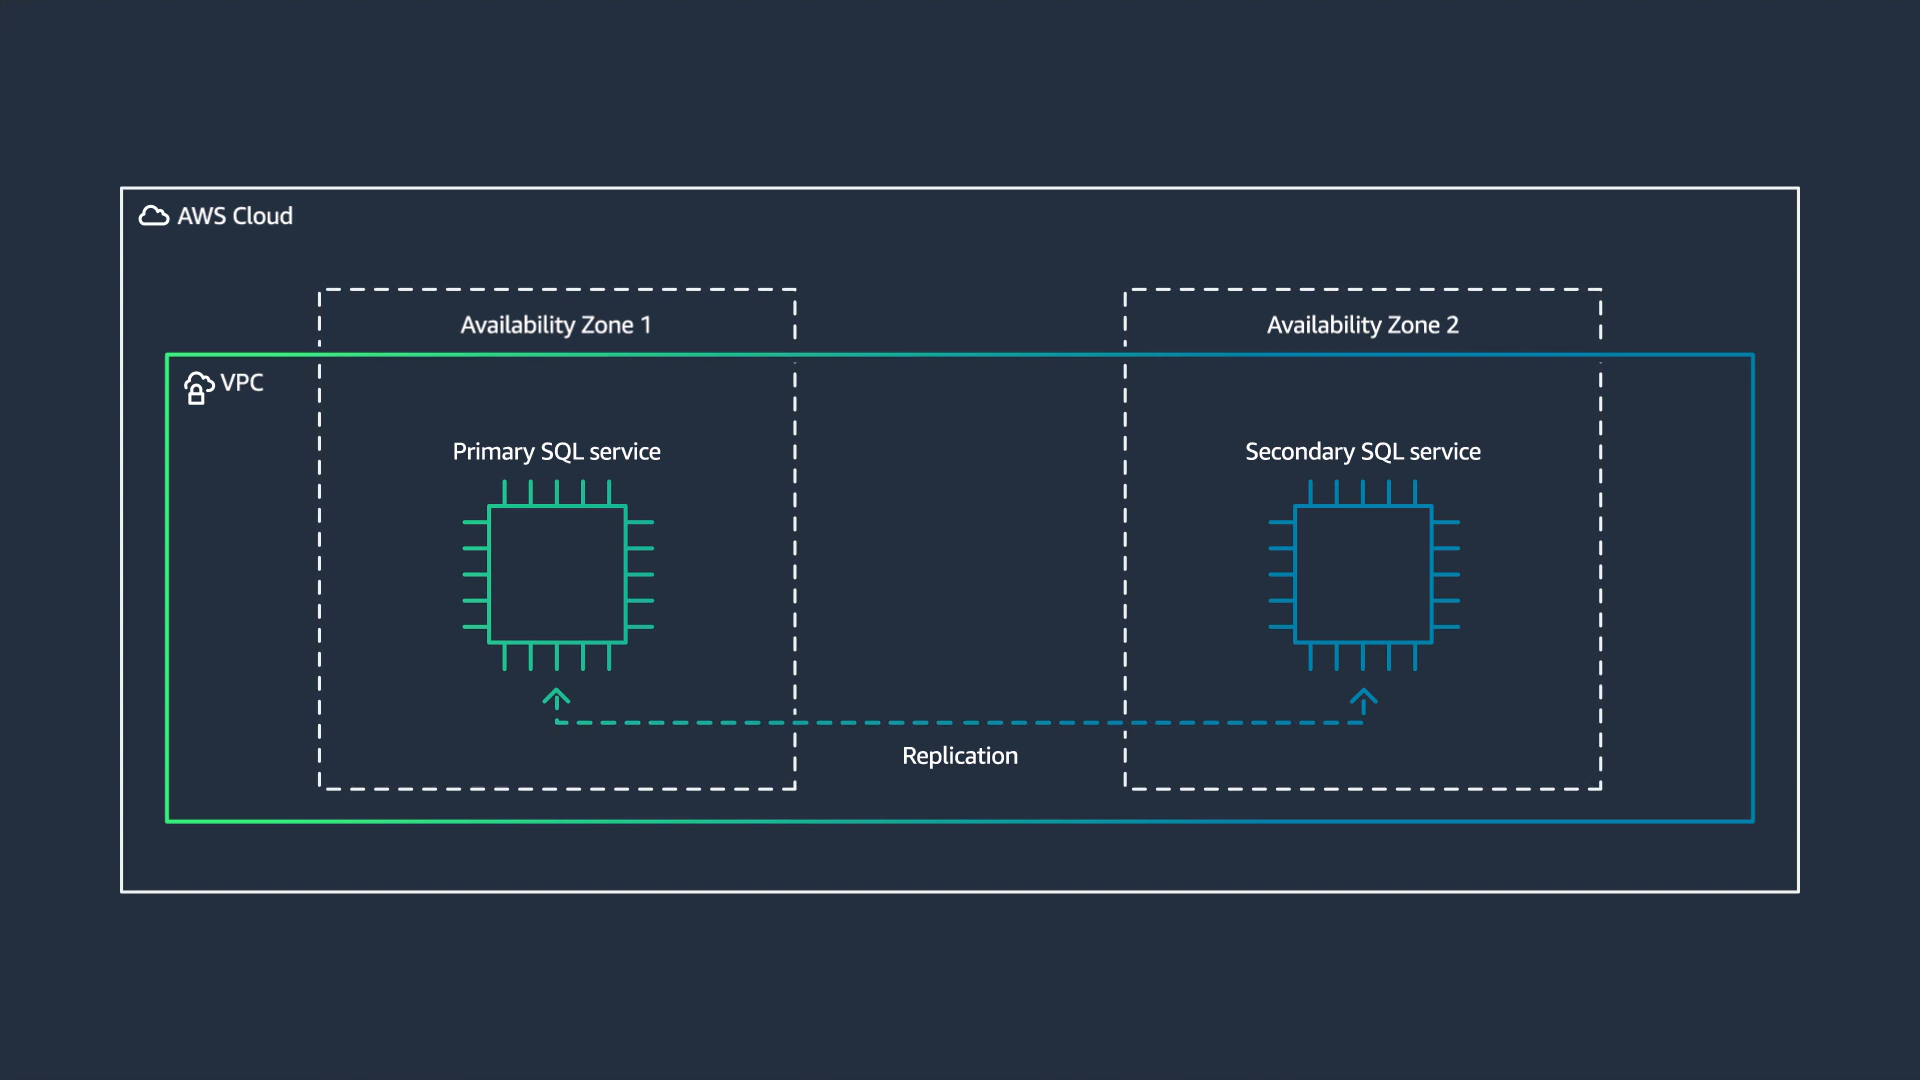 AWS Cloud
Availability Zone 1
Availability Zone 2
VPC
Primary SQL service
Secondary SQL service
Replication